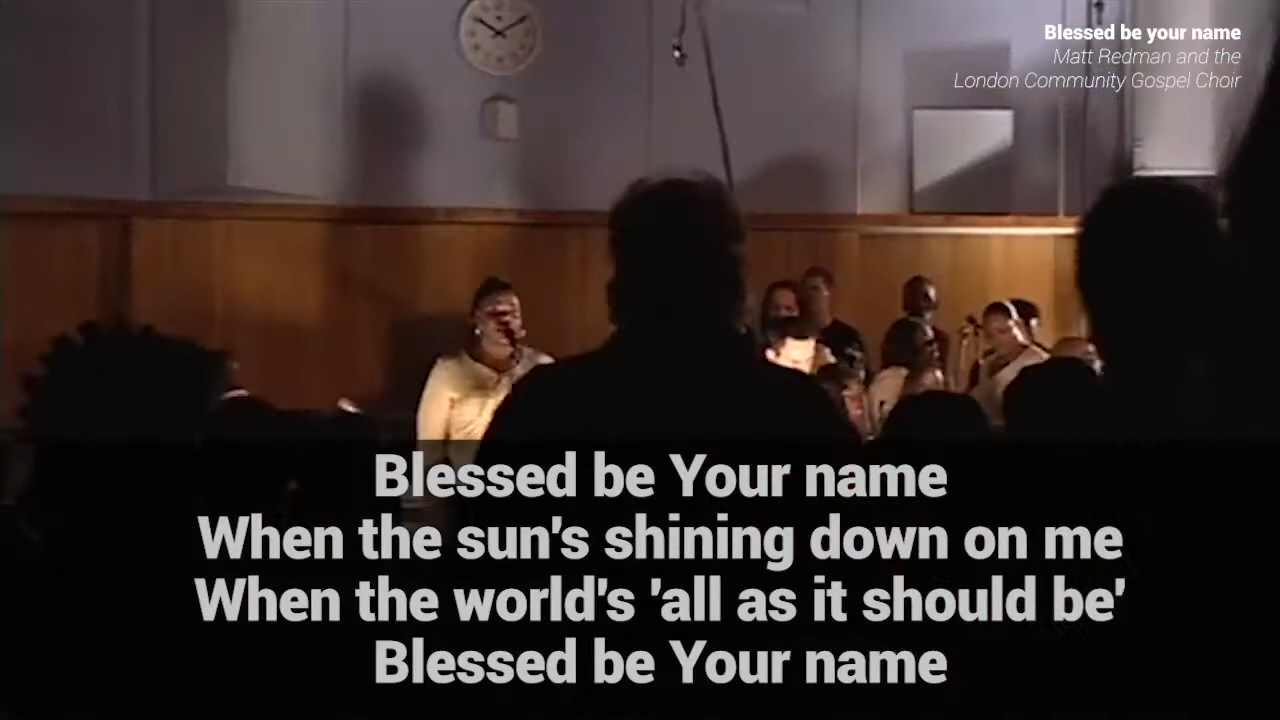 Blessed be your name
Matt Redman and the
London Community Gospel Choir
Blessed be Your name
When the sun's shining down on me
When the world's 'all as it should be'
Blessed be Your name